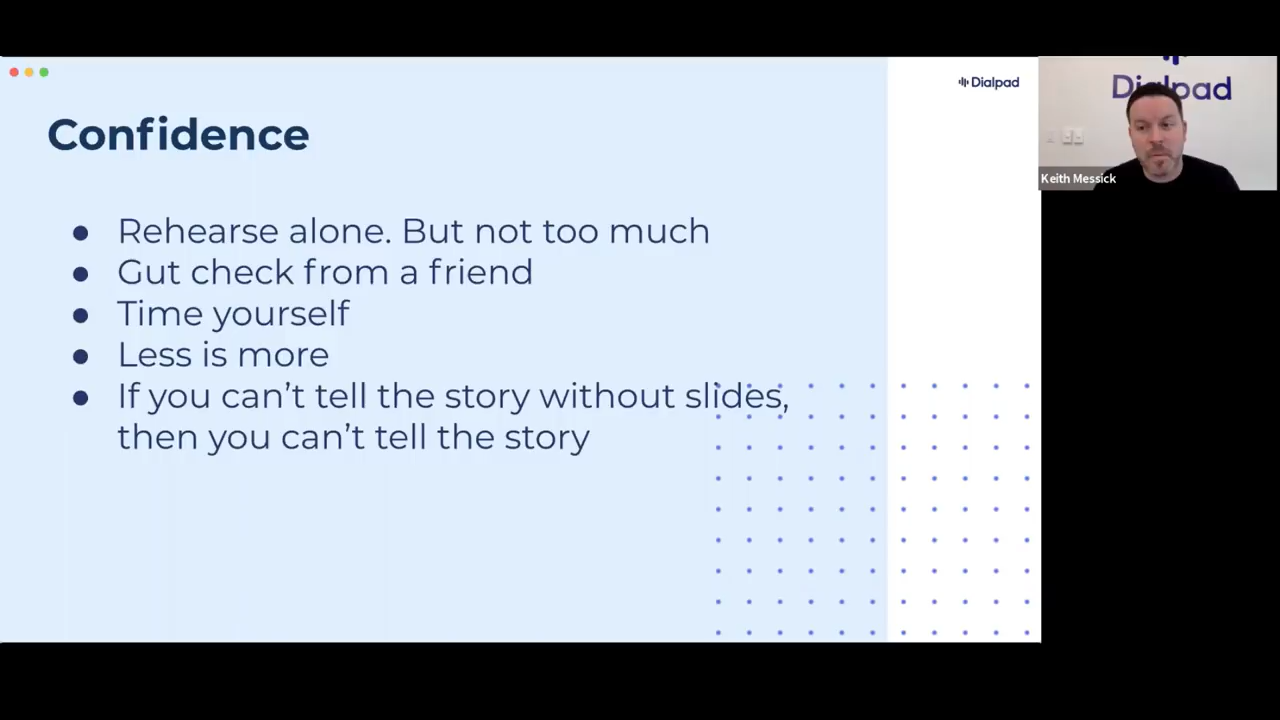 Dialpad
Dialpad
Confidence
Keith Messick
● Rehearse alone. But not too much
● Gut check from a friend
● Time yourself
● Less is more
● If you can’t tell the story without slides,
then you can’t tell the story